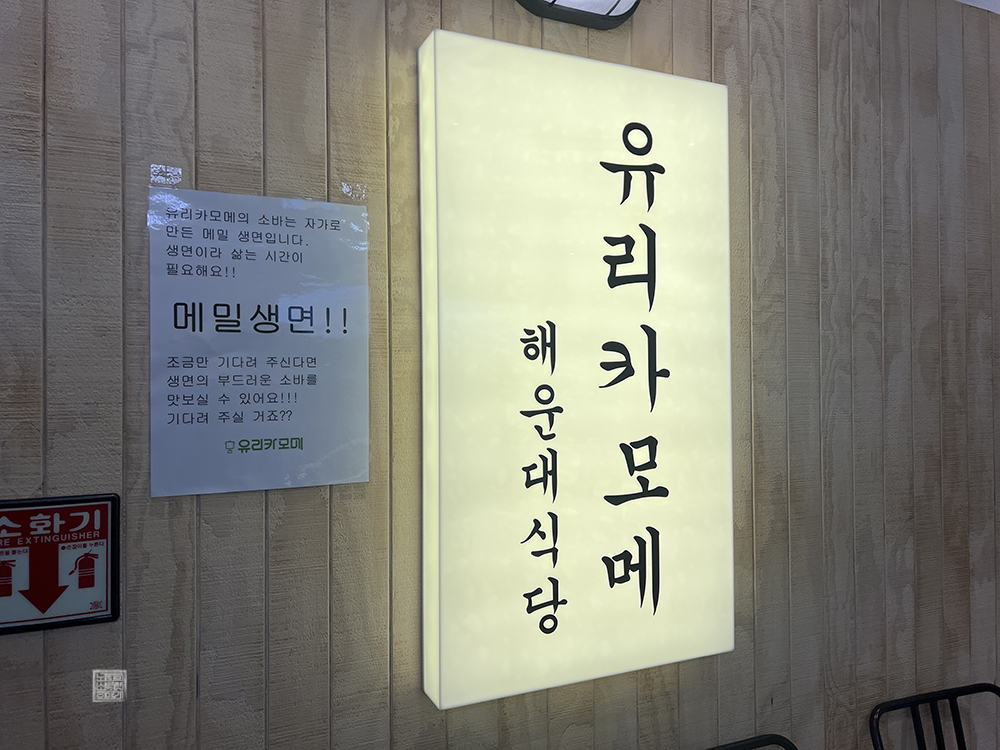 유리카모메의 소바는 자가로
만든 메밀 생면입니다.
생면이라 삶는 시간이
필요해요!!
메밀생면!!
조금만 기다려 주신다면
생면의 부드러운 소바를
맛보실 수 있어요!!!
기다려 주실 거죠??
유리카모메
유리카모메
해운대식당
소화기
RE EXTINGUISHER